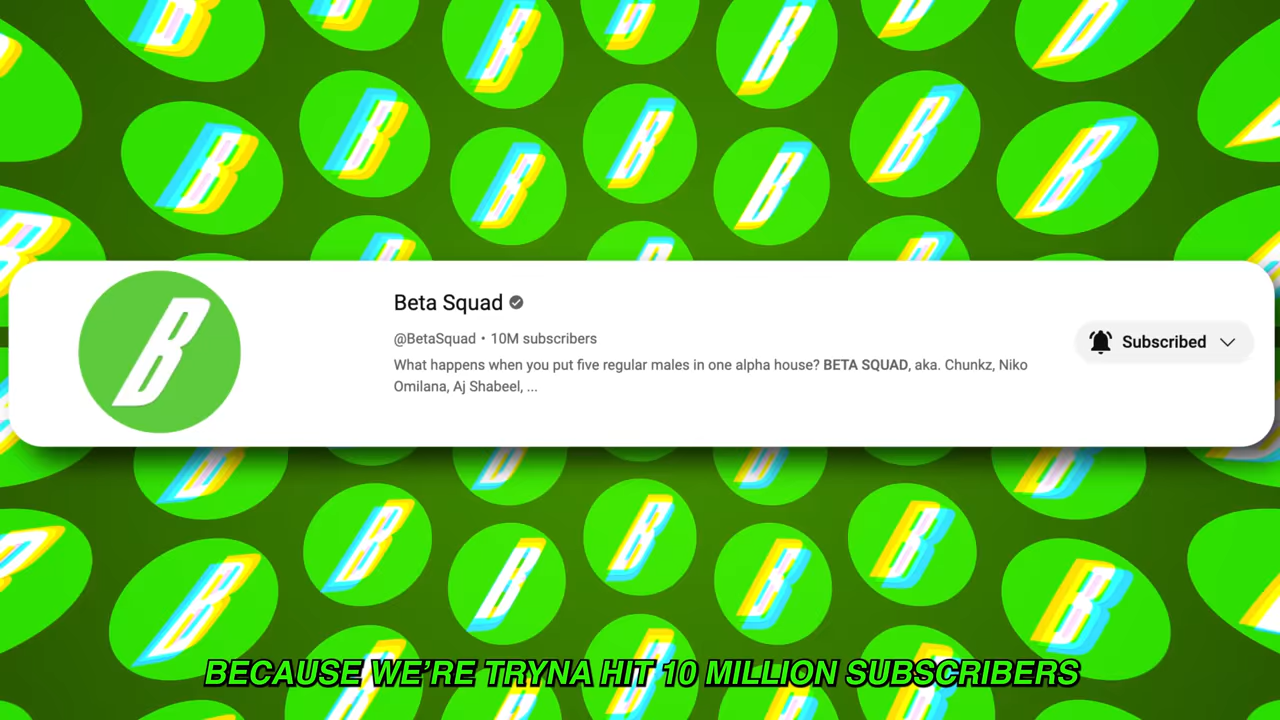 Beta Squad
@BetaSquad • 10M subscribers
Subscribed
What happens when you put five regular males in one alpha house? BETA SQUAD, aka. Chunkz, Niko
Omilana, Aj Shabeel, ...
BECAUSE WE'RE TRYNA HIT 10 MILLION SUBSCRIBERS